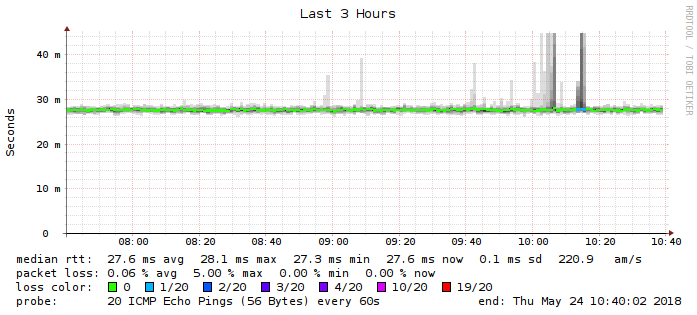 Last 3 Hours
RRDTOOL / TOBI OETIKER
Seconds
40 m
30 m
20 m
10 m
0
08:00 08:20 08:40 09:00 09:20 09:40 10:00 10:20 10:40
median rtt: 27.6 ms avg 28.1 ms max 27.3 ms min 27.6 ms now 0.1 ms sd 220.9 am/s
packet loss: 0.06 % avg 5.00 % max 0.00 % min 0.00 % now
loss color: 0 1/20 2/20 3/20 4/20 10/20 19/20
probe: 20 ICMP Echo Pings (56 Bytes) every 60s end: Thu May 24 10:40:02 2018